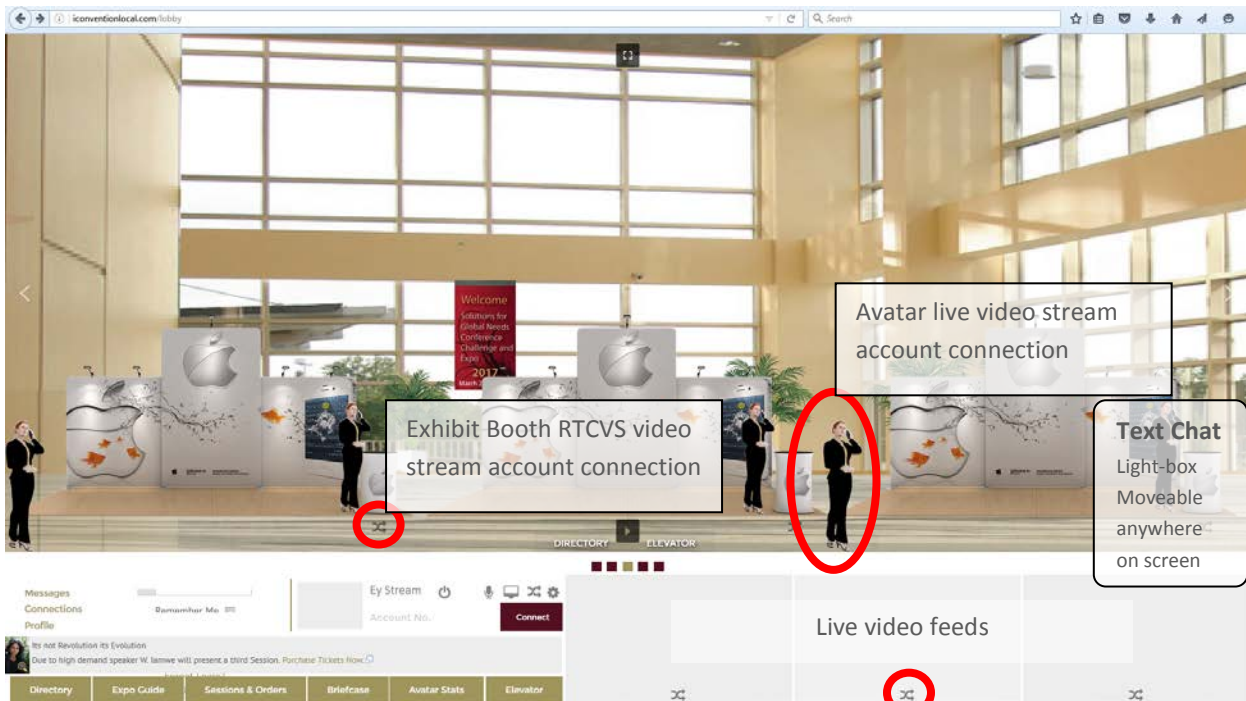 iconventionlocal.com/lobby
Search
Welcome
Solutions for
Global Needs
Conference
Challenge and
Expo
2017
Avatar live video stream
account connection
Exhibit Booth RTCVS video
stream account connection
Text Chat
Light-box
Moveable
anywhere
on screen
DIRECTORY
ELEVATOR
Messages
Connections
Profile
Remember Me
Ey Stream
Account No.
Connect
Live video feeds
Its not Revolution its Evolution
Due to high demand speaker W. Iamwe will present a third Session. Purchase Tickets Now.
Directory
Expo Guide
Sessions & Orders
Briefcase
Avatar Stats
Elevator